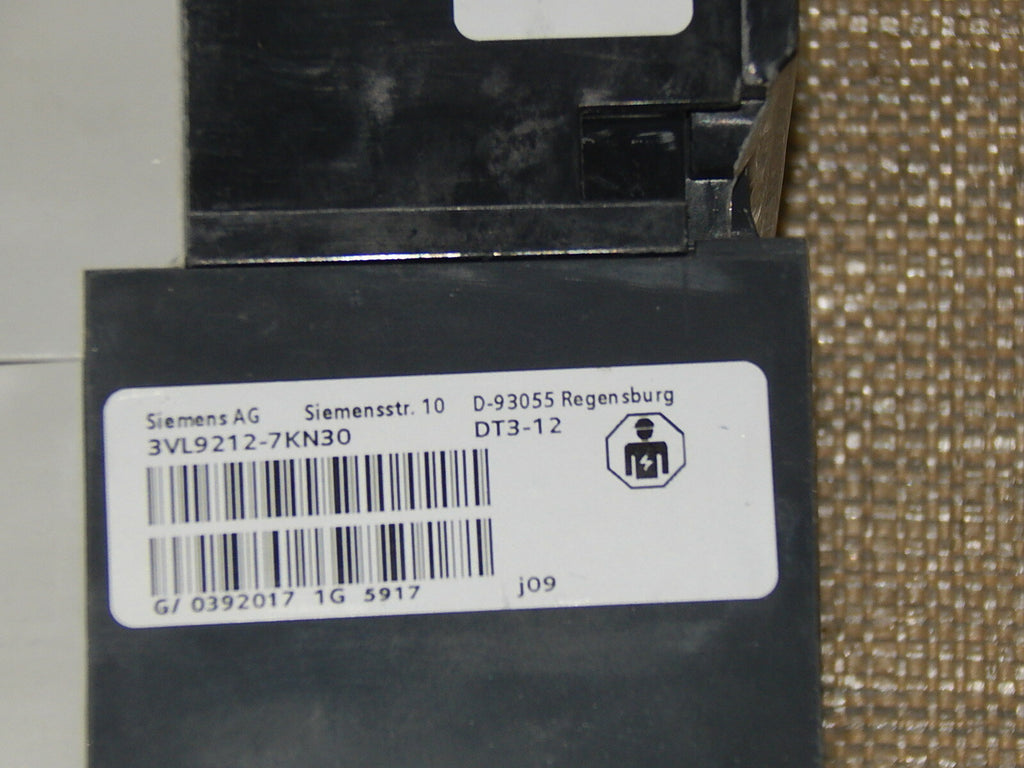 Siemens AG Siemensstr. 10 D-93055 Regensburg
3VL9212-7KN30 DT3-12
G/ 0392017 1G 5917 j09